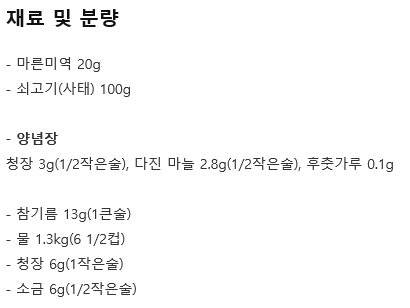 재료 및 분량
- 마른미역 20g
- 쇠고기(사태) 100g
- 양념장
청장 3g(1/2작은술), 다진 마늘 2.8g(1/2작은술), 후춧가루 0.1g
- 참기름 13g(1큰술)
- 물 1.3kg(6 1/2컵)
- 청장 6g(1작은술)
- 소금 6g(1/2작은술)